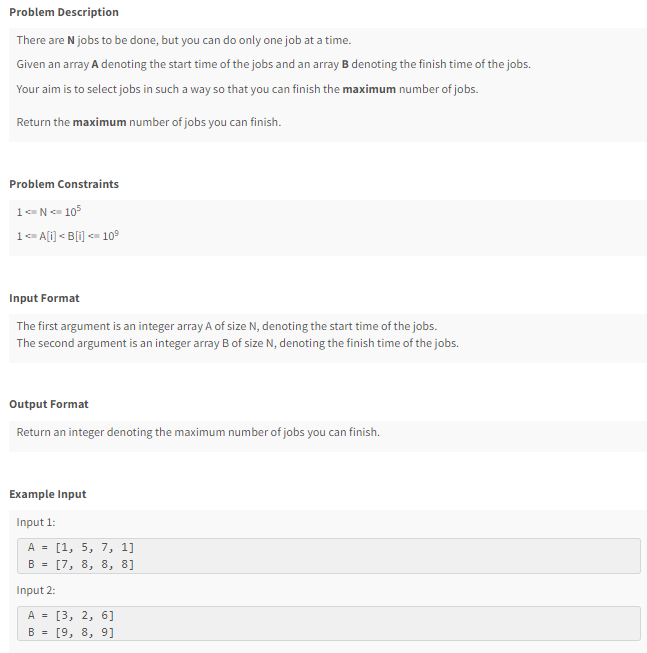 Problem Description
There are N jobs to be done, but you can do only one job at a time.
Given an array A denoting the start time of the jobs and an array B denoting the finish time of the jobs.
Your aim is to select jobs in such a way so that you can finish the maximum number of jobs.
Return the maximum number of jobs you can finish.
Problem Constraints
1 <= N <= 10⁵
1 <= A[i] < B[i] <= 10⁹
Input Format
The first argument is an integer array A of size N, denoting the start time of the jobs.
The second argument is an integer array B of size N, denoting the finish time of the jobs.
Output Format
Return an integer denoting the maximum number of jobs you can finish.
Example Input
Input 1:
A = [1, 5, 7, 1]
B = [7, 8, 8, 8]
Input 2:
A = [3, 2, 6]
B = [9, 8, 9]